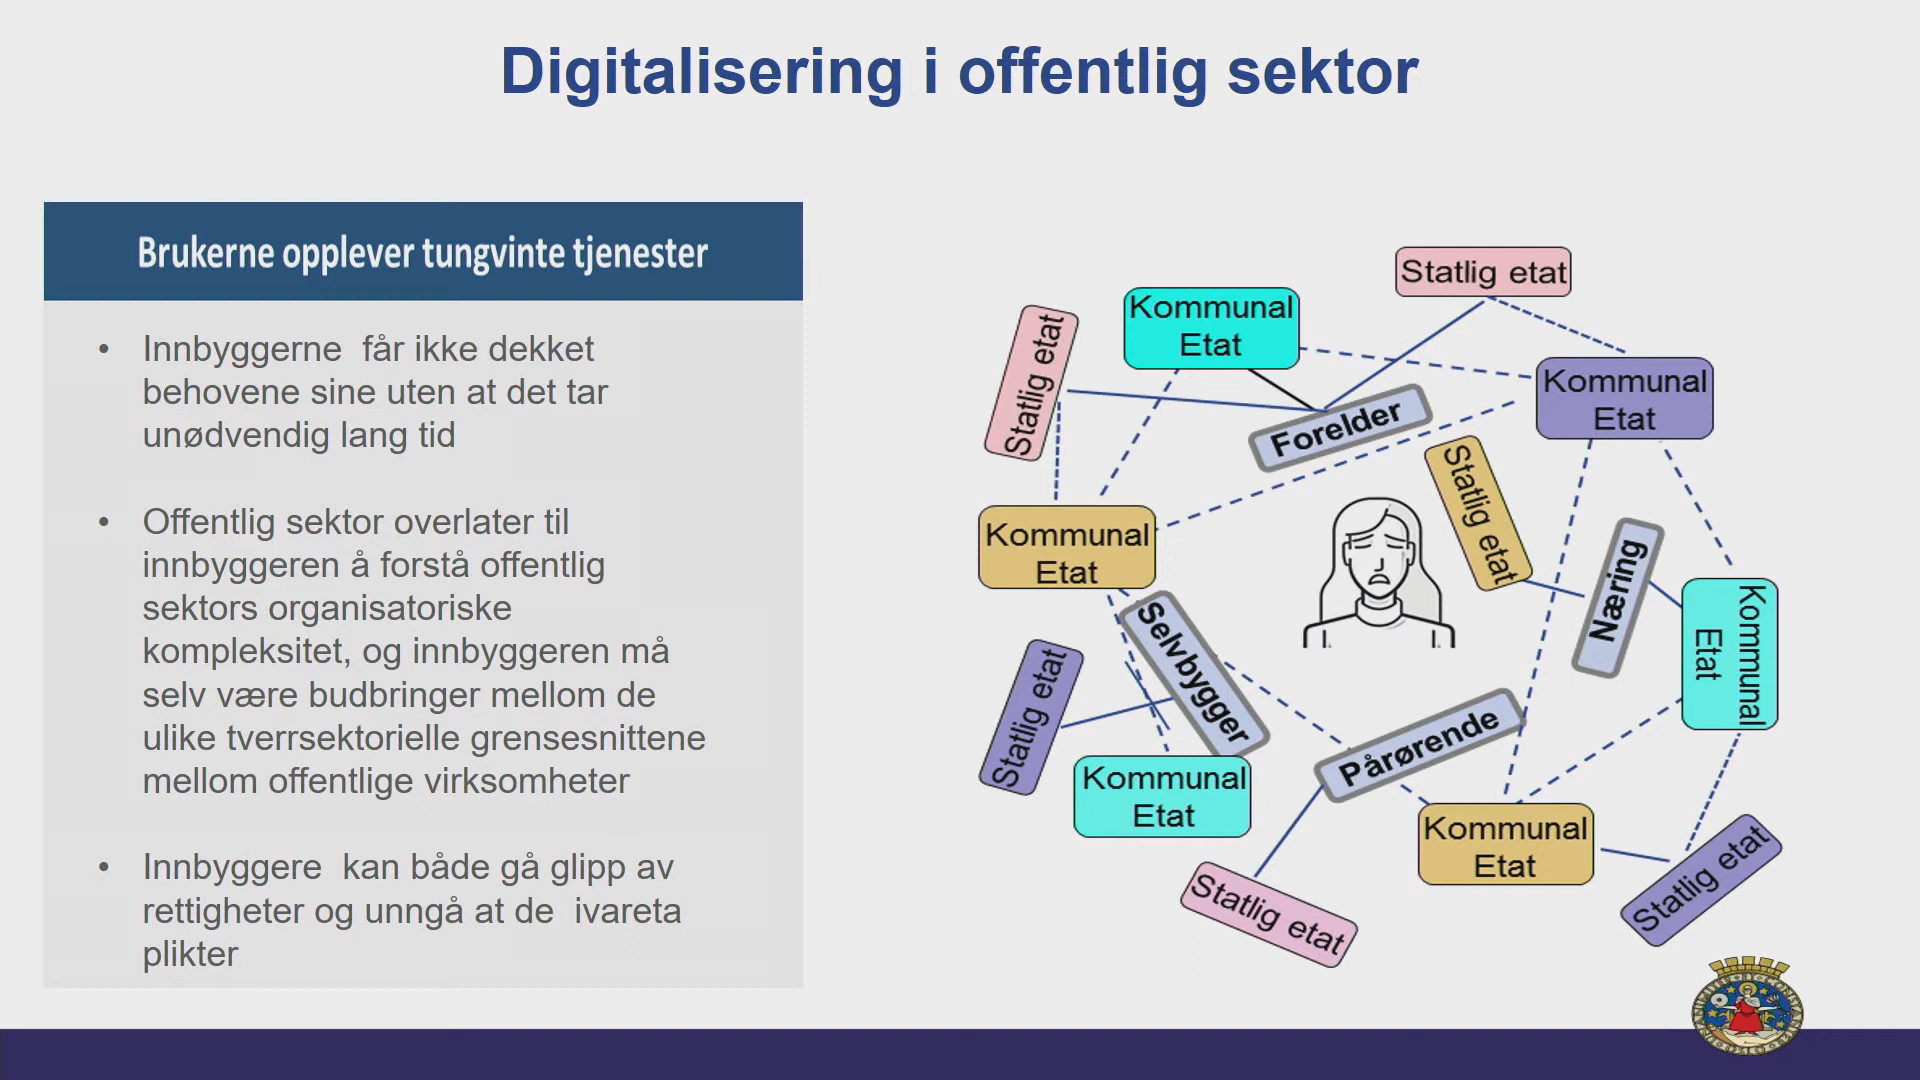 Digitalisering i offentlig sektor
Brukerne opplever tungvinte tjenester
• Innbyggerne får ikke dekket
behovene sine uten at det tar
unødvendig lang tid
• Offentlig sektor overlater til
innbyggeren å forstå offentlig
sektors organisatoriske
kompleksitet, og innbyggeren må
selv være budbringer mellom de
ulike tverrsektorielle grensesnittene
mellom offentlige virksomheter
• Innbyggere kan både gå glipp av
rettigheter og unngå at de ivareta
plikter
Statlig etat
Kommunal
Etat
Statlig etat
Kommunal
Etat
Forelder
Statlig etat
Kommunal
Etat
Næring
Selvbygger
Kommunal
Etat
Statlig etat
Pårørende
Kommunal
Etat
Kommunal
Etat
Statlig etat
Statlig etat